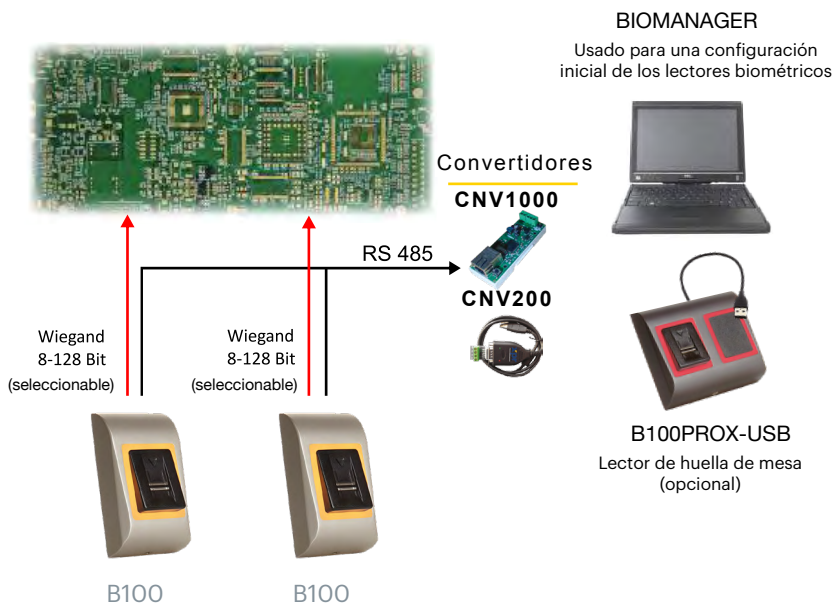 BIOMANAGER
Usado para una configuración
inicial de los lectores biométricos
Convertidores
CNV1000
RS 485
CNV200
Wiegand
8-128 Bit
(seleccionable)
Wiegand
8-128 Bit
(seleccionable)
B100PROX-USB
Lector de huella de mesa
(opcional)
B100
B100